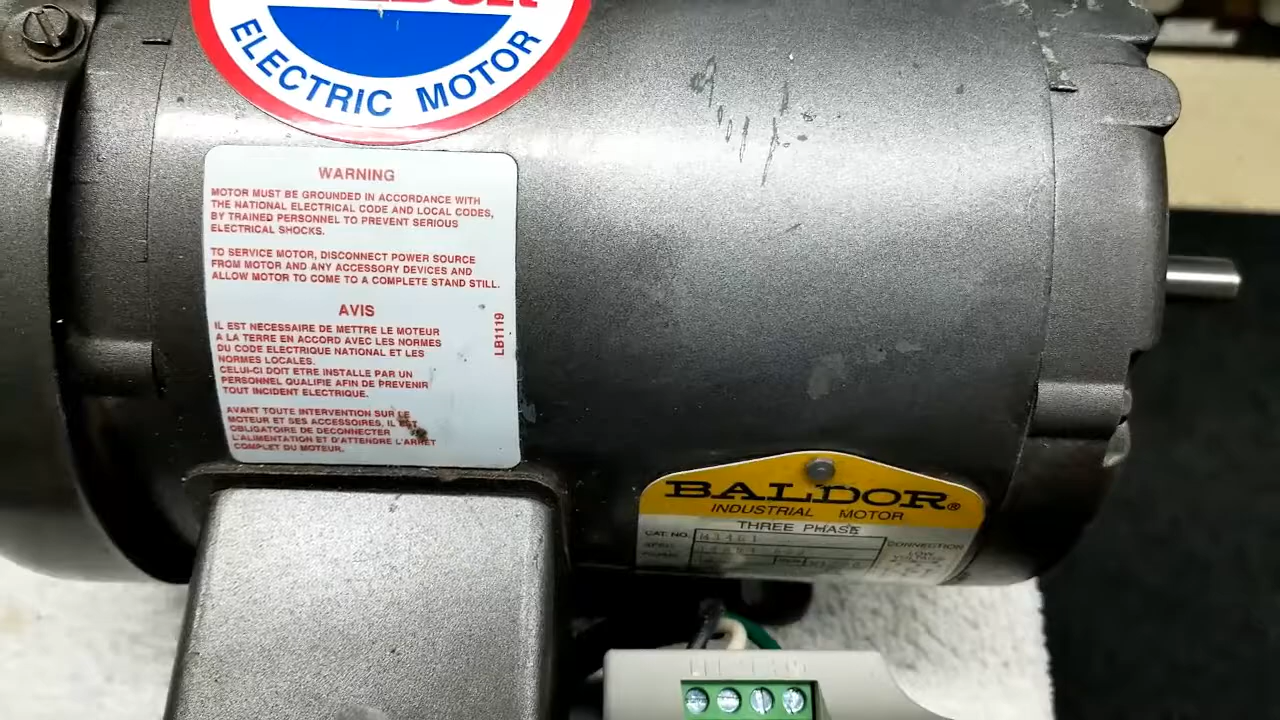 ELECTRIC MOTOR
WARNING
MOTOR MUST BE GROUNDED IN ACCORDANCE WITH
THE NATIONAL ELECTRICAL CODE AND LOCAL CODES,
BY TRAINED PERSONNEL TO PREVENT SERIOUS
ELECTRICAL SHOCKS.
TO SERVICE MOTOR, DISCONNECT POWER SOURCE
FROM MOTOR AND ANY ACCESSORY DEVICES AND
ALLOW MOTOR TO COME TO A COMPLETE STAND STILL.
AVIS
IL EST NECESSAIRE DE METTRE LE MOTEUR
A LA TERRE EN ACCORD AVEC LES NORMES
DU CODE ELECTRIQUE NATIONAL ET LES
NORMES LOCALES.
CELUI-CI DOIT ETRE INSTALLE PAR UN
PERSONNEL QUALIFIE AFIN DE PREVENIR
TOUT INCIDENT ELECTRIQUE.
AVANT TOUTE INTERVENTION SUR LE
MOTEUR ET SES ACCESSOIRES, IL EST
OBLIGATOIRE DE DECONNECTER
L'ALIMENTATION ET D'ATTENDRE L'ARRET
COMPLET DU MOTEUR.
LB1119
BALDOR®
INDUSTRIAL MOTOR
THREE PHASE
CAT. NO. M3461
SPEC.
CONNECTION
LOW
VOLTAGE